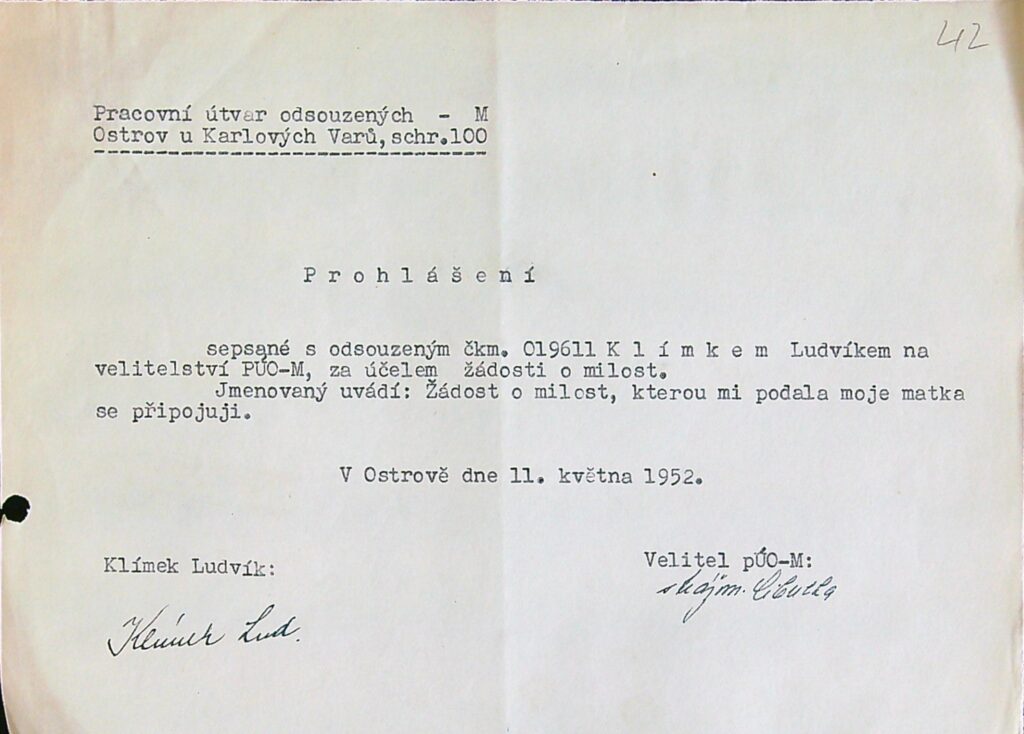 42
Pracovní útvar odsouzených - M
Ostrov u Karlových Varů, schr.100
P r o h l á š e n í
sepsané s odsouzeným čkm. 019611 K l í m k e m Ludvíkem na
velitelství PÚO-M, za účelem žádosti o milost.
Jmenovaný uvádí: Žádost o milost, kterou mi podala moje matka
se připojuji.
V Ostrově dne 11. května 1952.
Klímek Ludvík:
Velitel pÚO-M:
Klímek Lud.